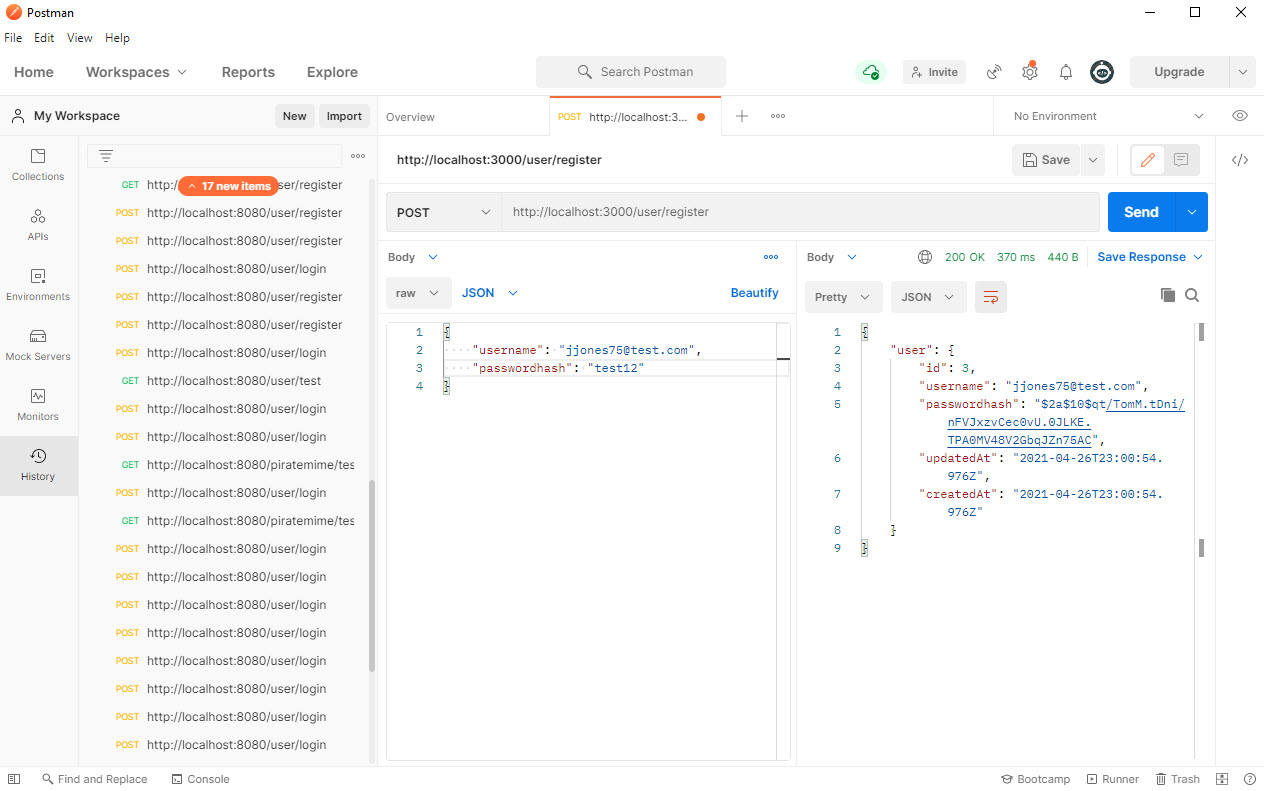 Postman
File Edit View Help
Home Workspaces Reports Explore Search Postman Invite Upgrade
My Workspace New Import Overview POST http://localhost:3... No Environment
Collections
APIs
Environments
Mock Servers
Monitors
History
17 new items
GET http:/ ser/register
POST http://localhost:8080/user/register
POST http://localhost:8080/user/register
POST http://localhost:8080/user/login
POST http://localhost:8080/user/register
POST http://localhost:8080/user/register
POST http://localhost:8080/user/login
GET http://localhost:8080/user/test
POST http://localhost:8080/user/login
POST http://localhost:8080/user/login
GET http://localhost:8080/piratemime/tes
POST http://localhost:8080/user/login
GET http://localhost:8080/piratemime/tes
POST http://localhost:8080/user/login
POST http://localhost:8080/user/login
POST http://localhost:8080/user/login
POST http://localhost:8080/user/login
POST http://localhost:8080/user/login
POST http://localhost:8080/user/login
POST http://localhost:8080/user/login
POST http://localhost:8080/user/login
http://localhost:3000/user/register Save
POST http://localhost:3000/user/register Send
Body
raw JSON Beautify
1 {
2 "username": "jjones75@test.com",
3 "passwordhash": "test12"
4 }
Body 200 OK 370 ms 440 B Save Response
Pretty JSON
1 {
2 "user": {
3 "id": 3,
4 "username": "jjones75@test.com",
5 "passwordhash": "$2a$10$qt/TomM.tDni/
nFVJxzvCec0vU.0JLKE.
TPA0MV48V2GbqJZn75AC",
6 "updatedAt": "2021-04-26T23:00:54.
976Z",
7 "createdAt": "2021-04-26T23:00:54.
976Z"
8 }
9 }
Find and Replace Console Bootcamp Runner Trash